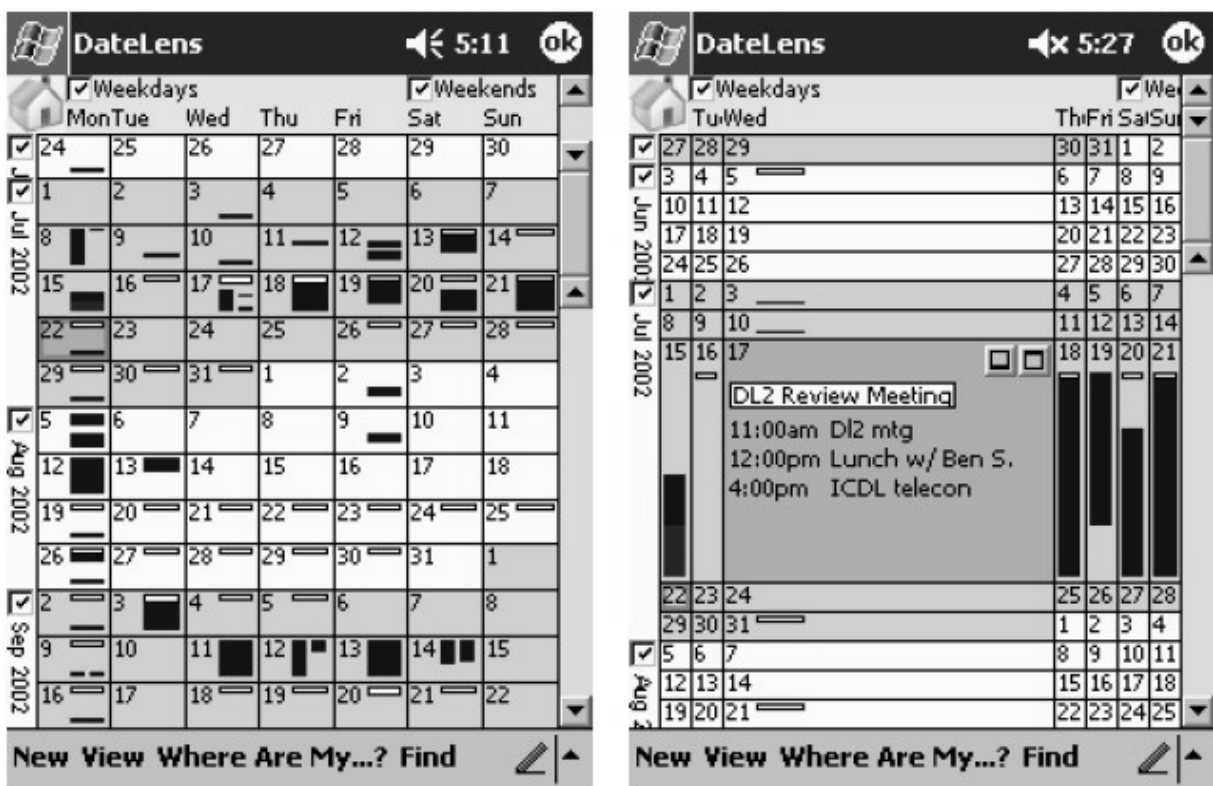 DateLens 5:11 ok
Weekdays Weekends
Mon Tue Wed Thu Fri Sat Sun
24 25 26 27 28 29 30
1 2 3 4 5 6 7
8 9 10 11 12 13 14
15 16 17 18 19 20 21
22 23 24 25 26 27 28
29 30 31 1 2 3 4
5 6 7 8 9 10 11
12 13 14 15 16 17 18
19 20 21 22 23 24 25
26 27 28 29 30 31 1
2 3 4 5 6 7 8
9 10 11 12 13 14 15
16 17 18 19 20 21 22
Jul 2002
Aug 2002
Sep 2002
New View Where Are My...? Find
DateLens 5:27 ok
Weekdays We
Tu Wed Th Fri Sat Sun
27 28 29 30 31 1 2
3 4 5 6 7 8 9
10 11 12 13 14 15 16
17 18 19 20 21 22 23
24 25 26 27 28 29 30
1 2 3 4 5 6 7
8 9 10 11 12 13 14
15 16 17 18 19 20 21
DL2 Review Meeting
11:00am Dl2 mtg
12:00pm Lunch w/ Ben S.
4:00pm ICDL telecon
22 23 24 25 26 27 28
29 30 31 1 2 3 4
5 6 7 8 9 10 11
12 13 14 15 16 17 18
19 20 21 22 23 24 25
Jun 200
Jul 2002
Aug 2
New View Where Are My...? Find